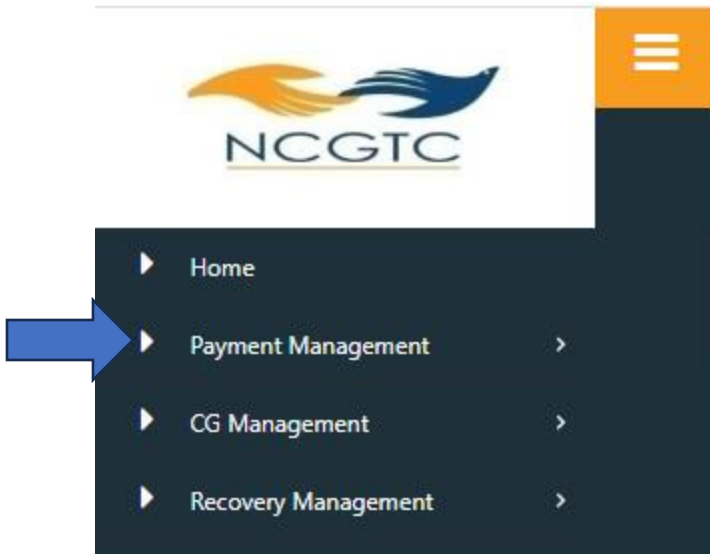 NCGTC
Home
Payment Management
CG Management
Recovery Management